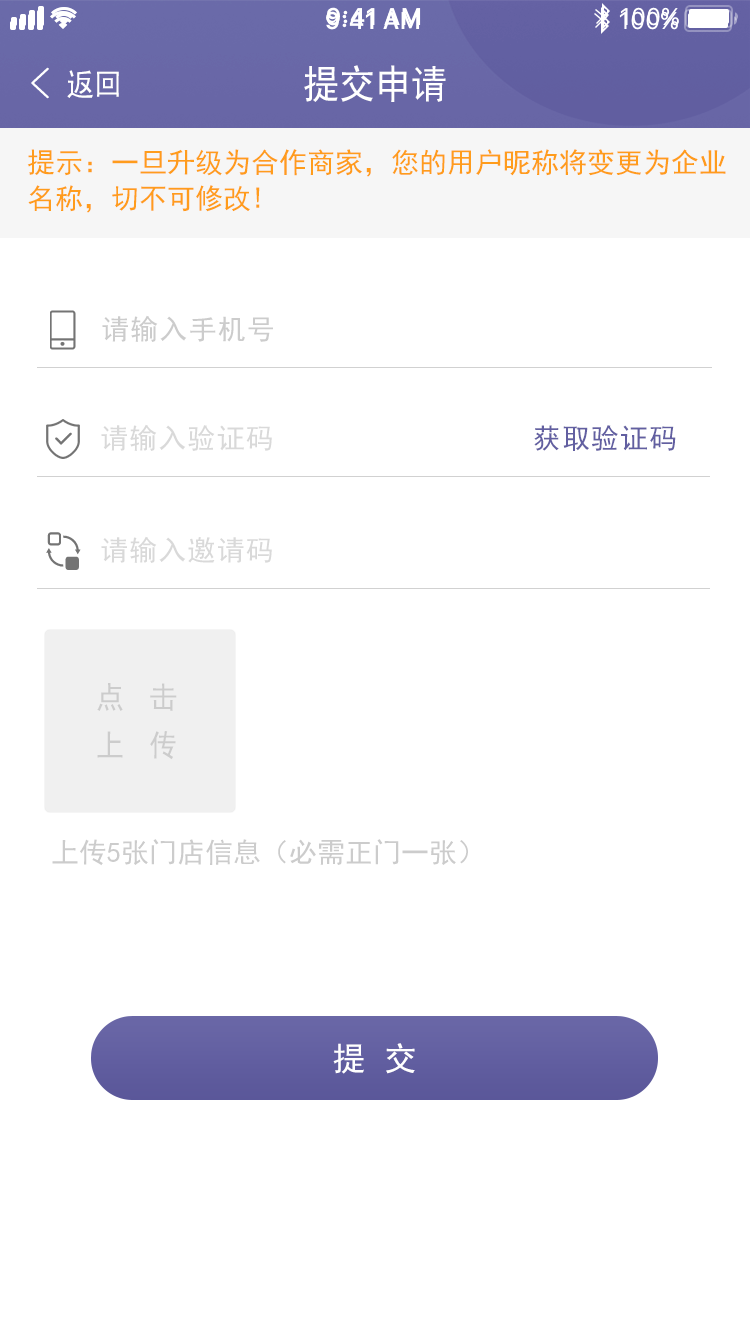 9:41 AM
100%
返回
提交申请
提示：一旦升级为合作商家，您的用户昵称将变更为企业
名称，切不可修改！
请输入手机号
请输入验证码
获取验证码
请输入邀请码
点 击
上 传
上传5张门店信息（必需正门一张）
提 交